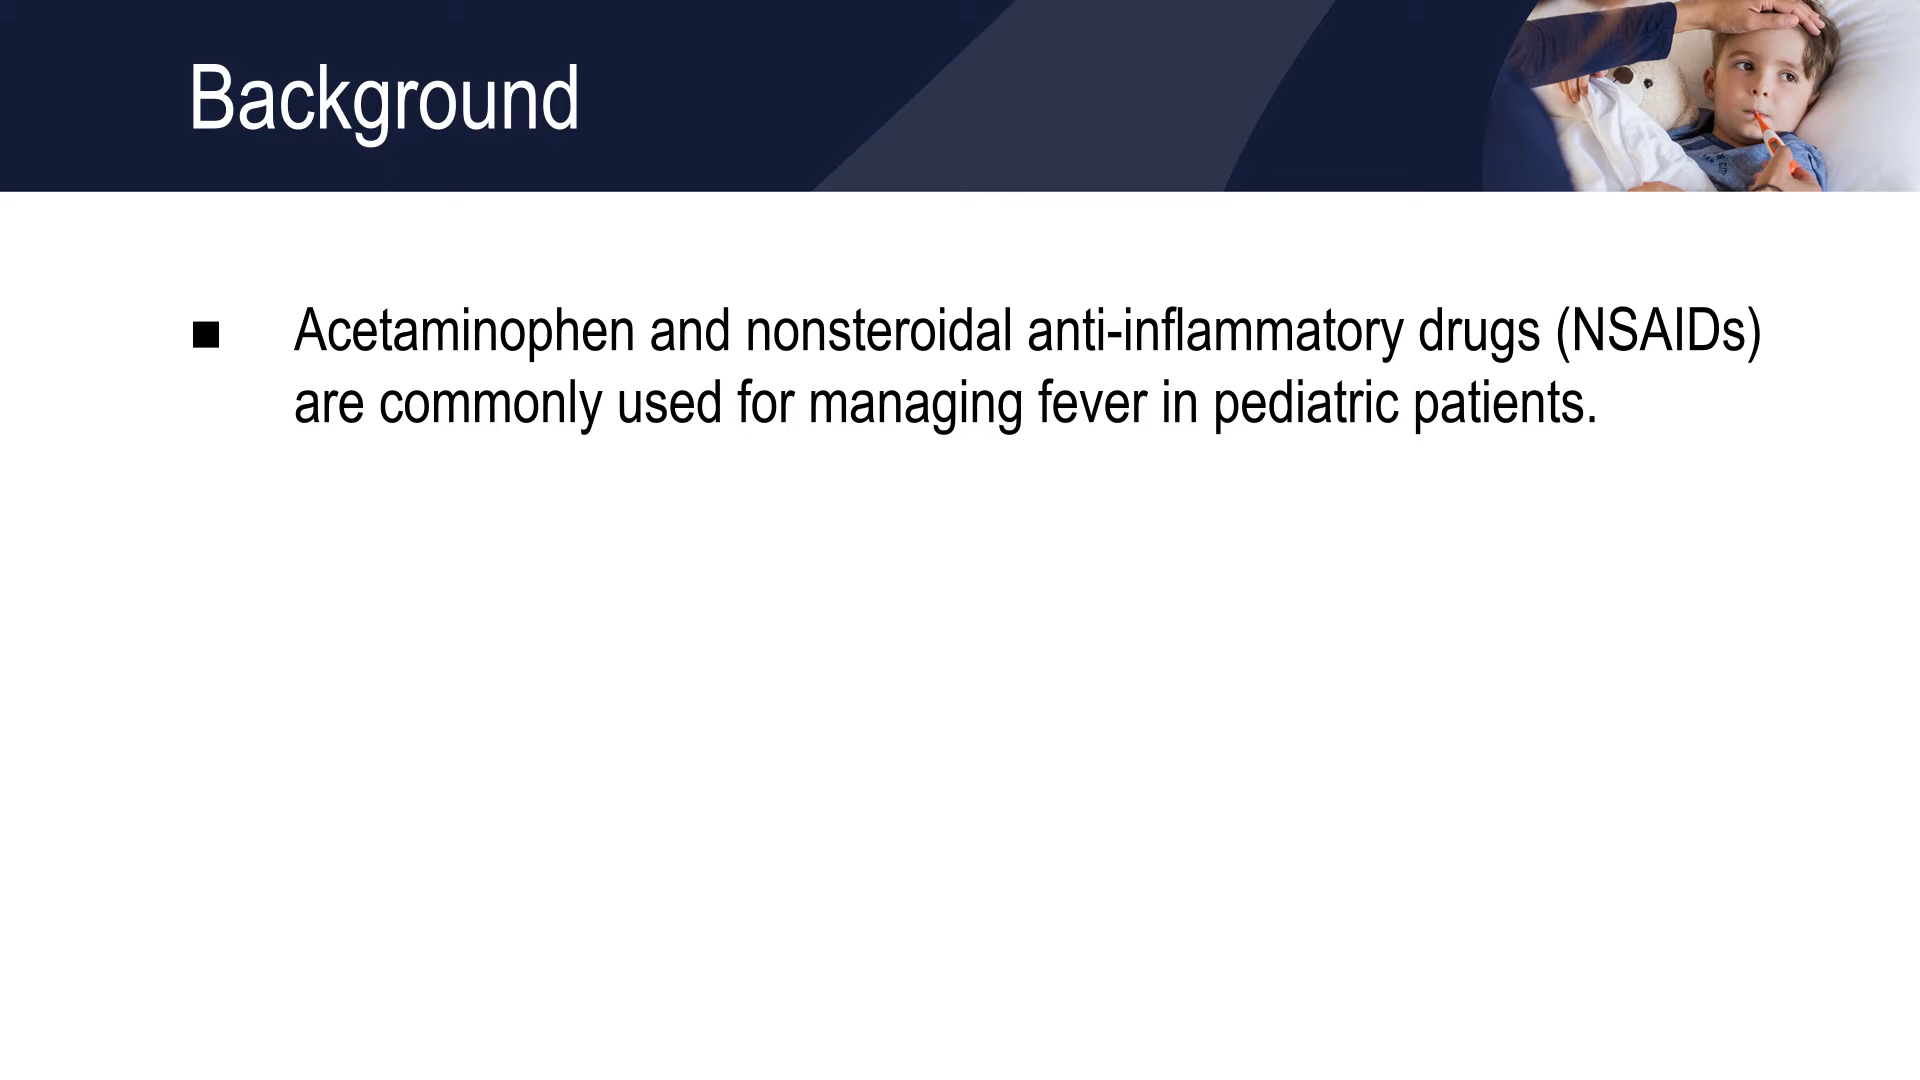 Background
■ Acetaminophen and nonsteroidal anti-inflammatory drugs (NSAIDs)
are commonly used for managing fever in pediatric patients.